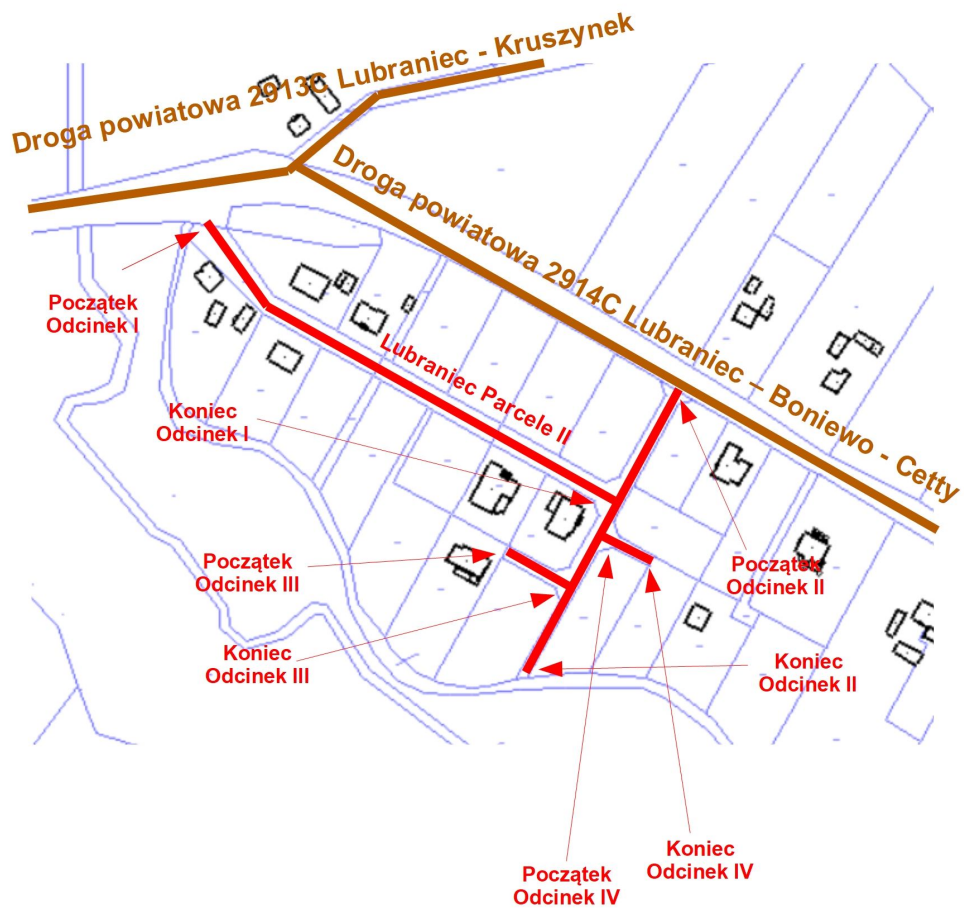 Droga powiatowa 2913C Lubraniec - Kruszynek
Droga powiatowa 2914C Lubraniec – Boniewo - Cetty
Początek
Odcinek I
Lubraniec Parcele II
Koniec
Odcinek I
Początek
Odcinek III
Początek
Odcinek II
Koniec
Odcinek III
Koniec
Odcinek II
Początek
Odcinek IV
Koniec
Odcinek IV